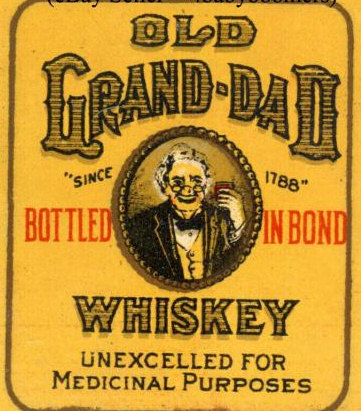 OLD
GRAND-DAD
"SINCE 1788"
BOTTLED IN BOND
WHISKEY
UNEXCELLED FOR
MEDICINAL PURPOSES